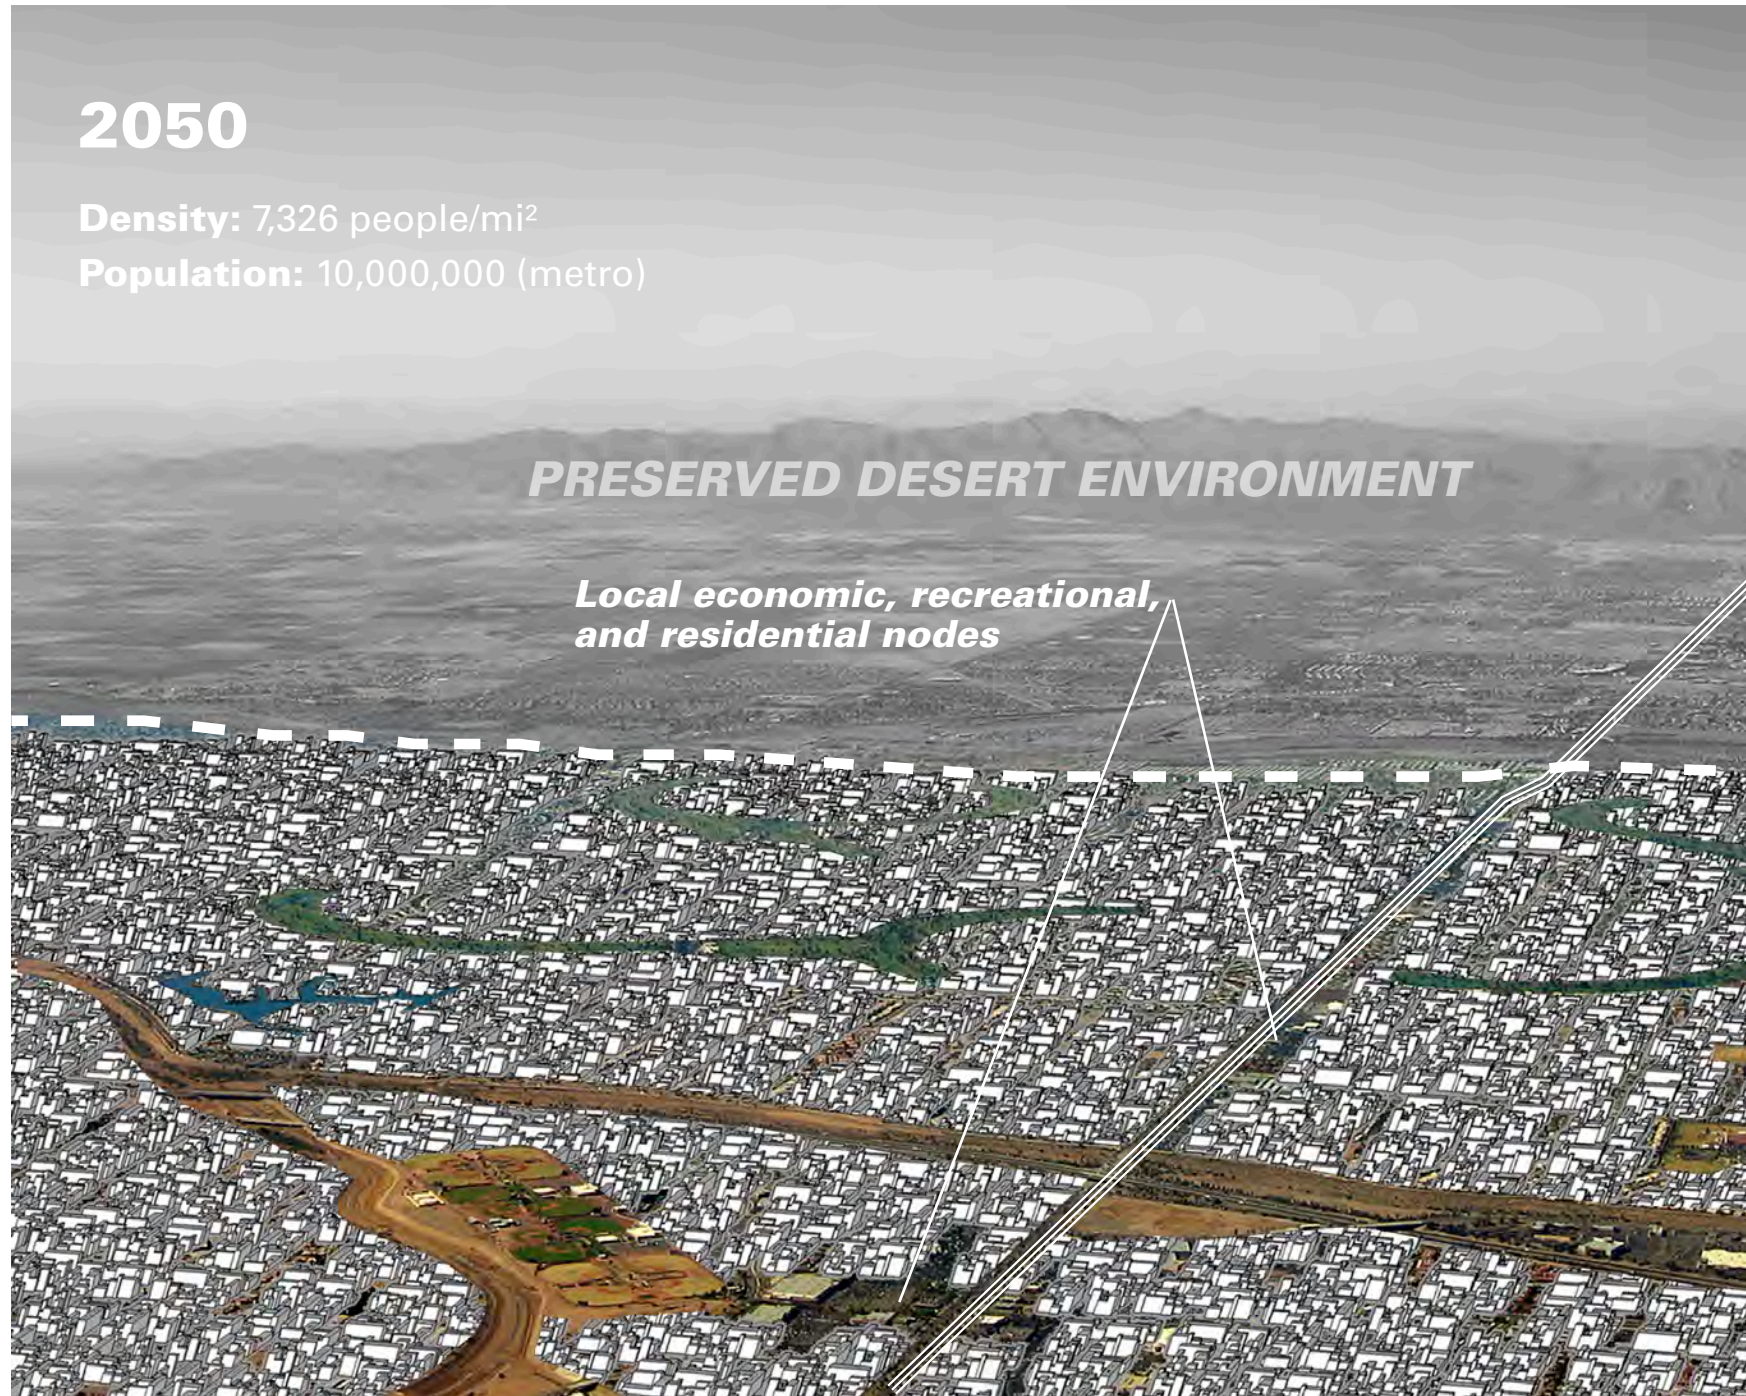 2050
Density: 7,326 people/mi²
Population: 10,000,000 (metro)
PRESERVED DESERT ENVIRONMENT
Local economic, recreational,
and residential nodes